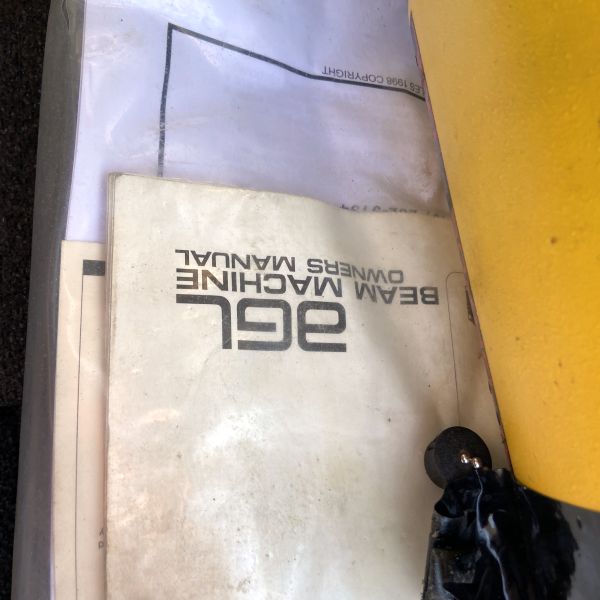 aGL
BEAM MACHINE
OWNERS MANUAL
1998 COPYRIGHT